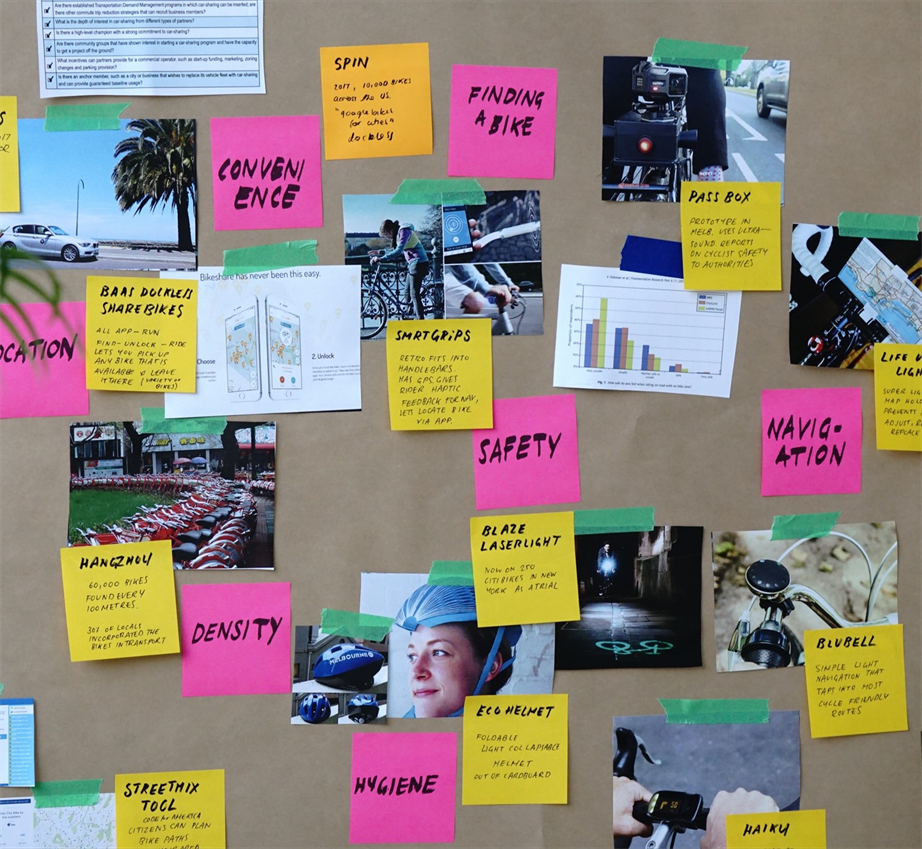 are there established Transportation Demand Management programs in which car-sharing can be inserted; are
there other commuter trip reduction strategies that can recruit business members?
What is the depth of interest in car-sharing from different types of partners?
Is there a high-level champion with a strong commitment to car-sharing?
Are there community groups that have shown interest in starting a car-sharing program and have the capacity
to get a project off the ground?
What incentives can partners provide for a commercial operator, such as start-up funding, marketing, zoning
changes and parking provision?
Is there an anchor member, such as a city or business that wishes to replace its vehicle fleet with car-sharing
and can provide guaranteed baseline usage?
SPIN
2017, 10,000 BIKES
across the US.
dockless
FINDING
A BIKE
CONVENI
ENCE
PASS BOX
PROTOTYPE IN
MELB. USES ULTRA-
SOUND REPORTS
ON CYCLIST SAFETY
TO AUTHORITIES
OCATION
BAAS DOCKLESS
SHAREBIKES
ALL APP-RUN
FIND-UNLOCK-RIDE
LETS YOU PICK UP
ANY BIKE THAT IS
AVAILABLE & LEAVE
IT THERE (VARIETY OF
BIKES)
Bikeshare has never been this easy.
Choose
2. Unlock
SMRTGRiPS
RETRO FITS INTO
HANDLEBARS.
HAS GPS. GIVES
RIDER HAPTIC
FEEDBACK FOR NAV,
LETS LOCATE BIKE
VIA APP.
LIGH
SUPER LIG
MAP HOL
PREVENTS
ADJUST, R
REPLACE
SAFETY
NAVIG-
ATION
HANGZHOU
60,000 BIKES
FOUND EVERY
100 METRES.
30% OF LOCALS
INCORPORATED THE
BIKES IN TRANSPORT
DENSITY
BLAZE
LASERLIGHT
NOW ON 250
CITIBIKES IN NEW
YORK AS A TRIAL
MELBOURNE
BLUBELL
SIMPLE LIGHT
NAVIGATION THAT
TAPS INTO MOST
CYCLE FRIENDLY
ROUTES
ECO HELMET
FOLDABLE
LIGHT COLLAPSABLE
HELMET
OUT OF CARDBOARD
HYGIENE
STREETMIX
TOOL
CODE for AMERICA
CITIZENS CAN PLAN
BIKE PATHS
HAIKU